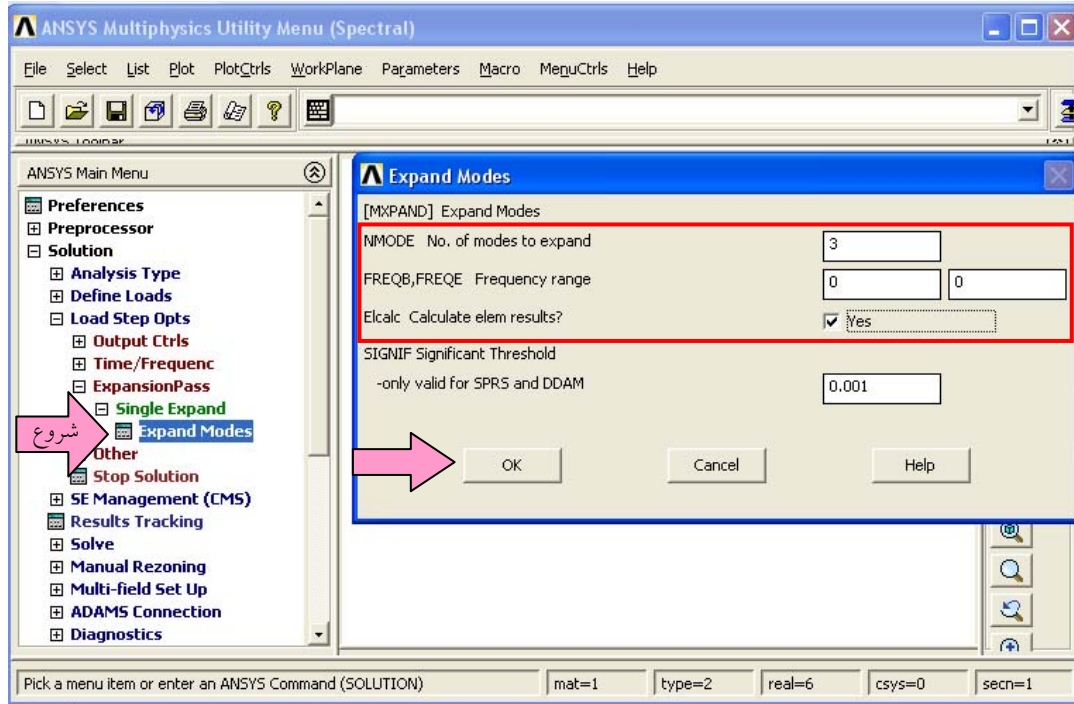 ANSYS Multiphysics Utility Menu (Spectral)
File Select List Plot PlotCtrls WorkPlane Parameters Macro MenuCtrls Help
ANSYS Toolbar
ANSYS Main Menu
Preferences
Preprocessor
Solution
Analysis Type
Define Loads
Load Step Opts
Output Ctrls
Time/Frequenc
ExpansionPass
Single Expand
شروع
Expand Modes
Other
Stop Solution
SE Management (CMS)
Results Tracking
Solve
Manual Rezoning
Multi-field Set Up
ADAMS Connection
Diagnostics
Expand Modes
[MXPAND] Expand Modes
NMODE No. of modes to expand 3
FREQB,FREQE Frequency range 0 0
Elcalc Calculate elem results? Yes
SIGNIF Significant Threshold
-only valid for SPRS and DDAM 0.001
OK Cancel Help
Pick a menu item or enter an ANSYS Command (SOLUTION) mat=1 type=2 real=6 csys=0 secn=1